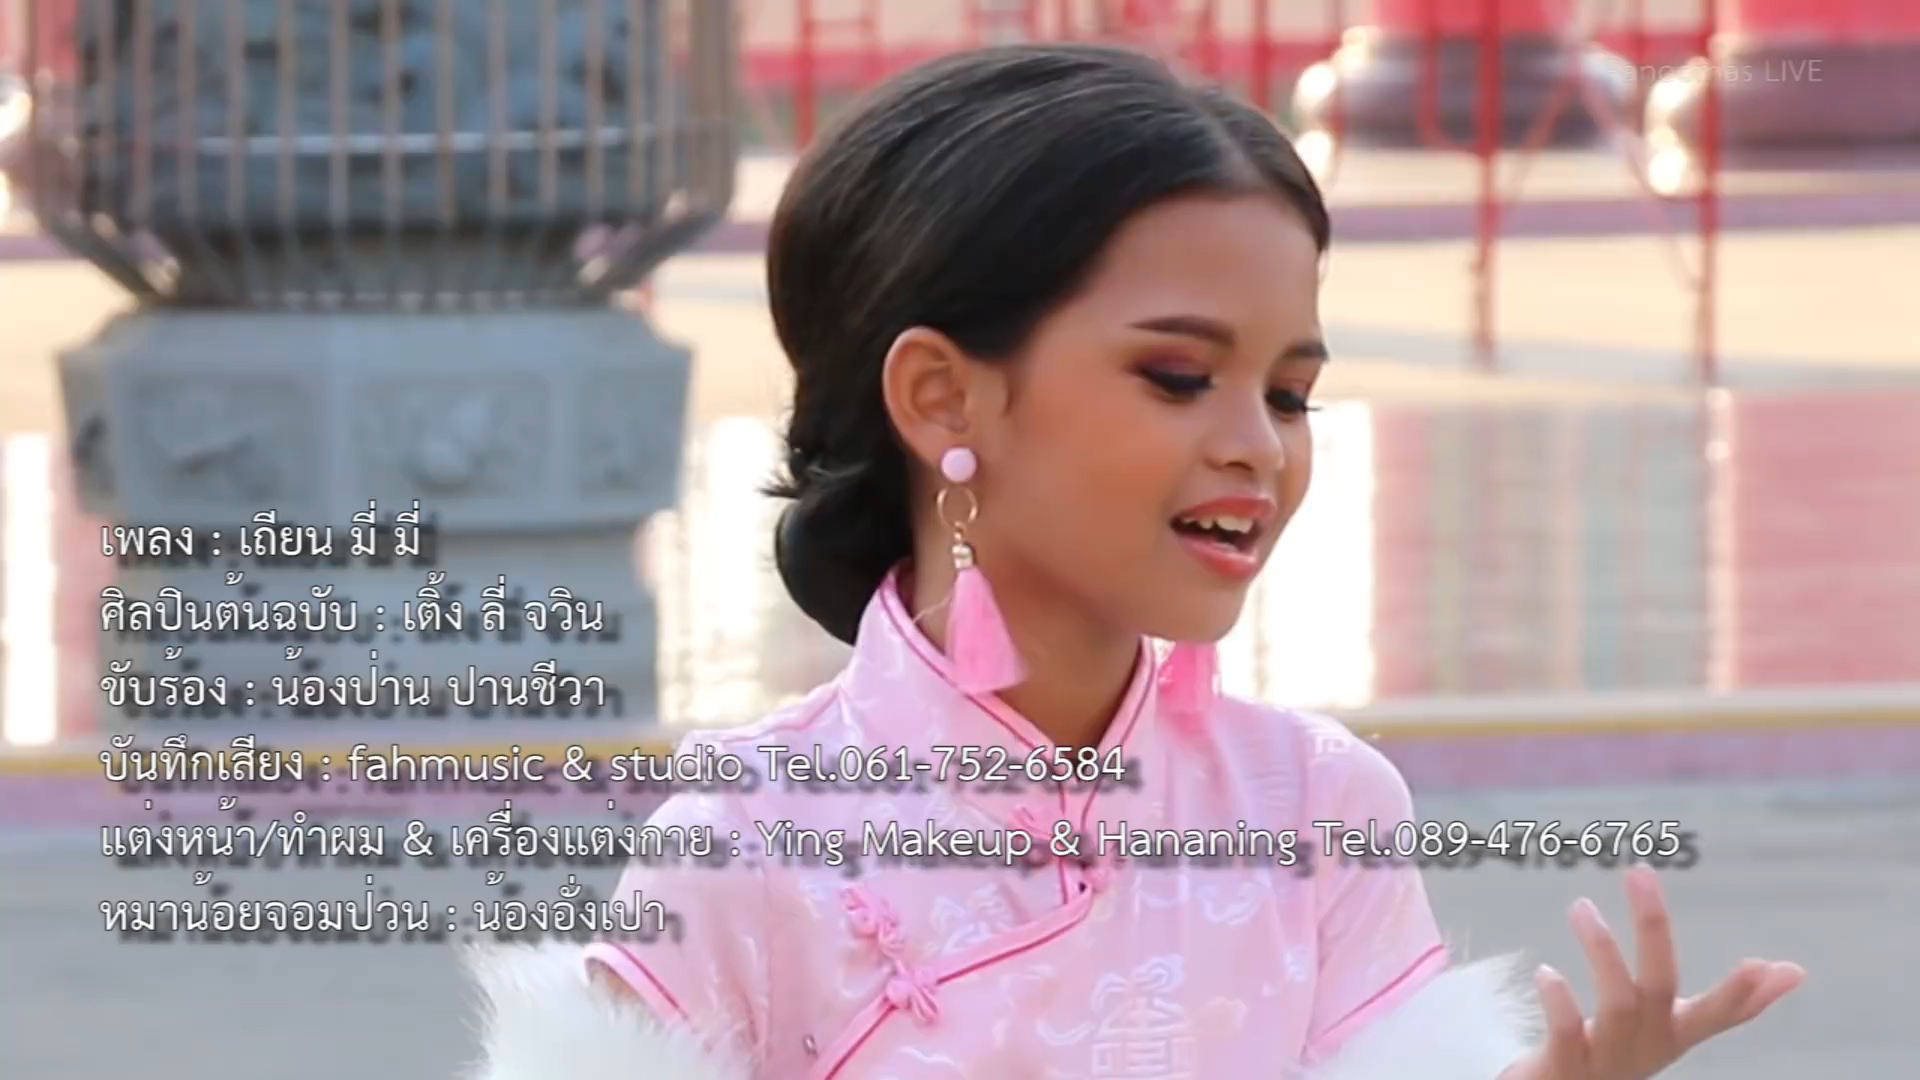 Panoemas LIVE
เพลง : เถียน มี่ มี่
ศิลปินต้นฉบับ : เติ้ง ลี่ จวิน
ขับร้อง : น้องป่าน ปานชีวา
บันทึกเสียง : fahmusic & studio Tel.061-752-6584
แต่งหน้า/ทำผม & เครื่องแต่งกาย : Ying Makeup & Hananing Tel.089-476-6765
หมาน้อยจอมป่วน : น้องอั่งเปา